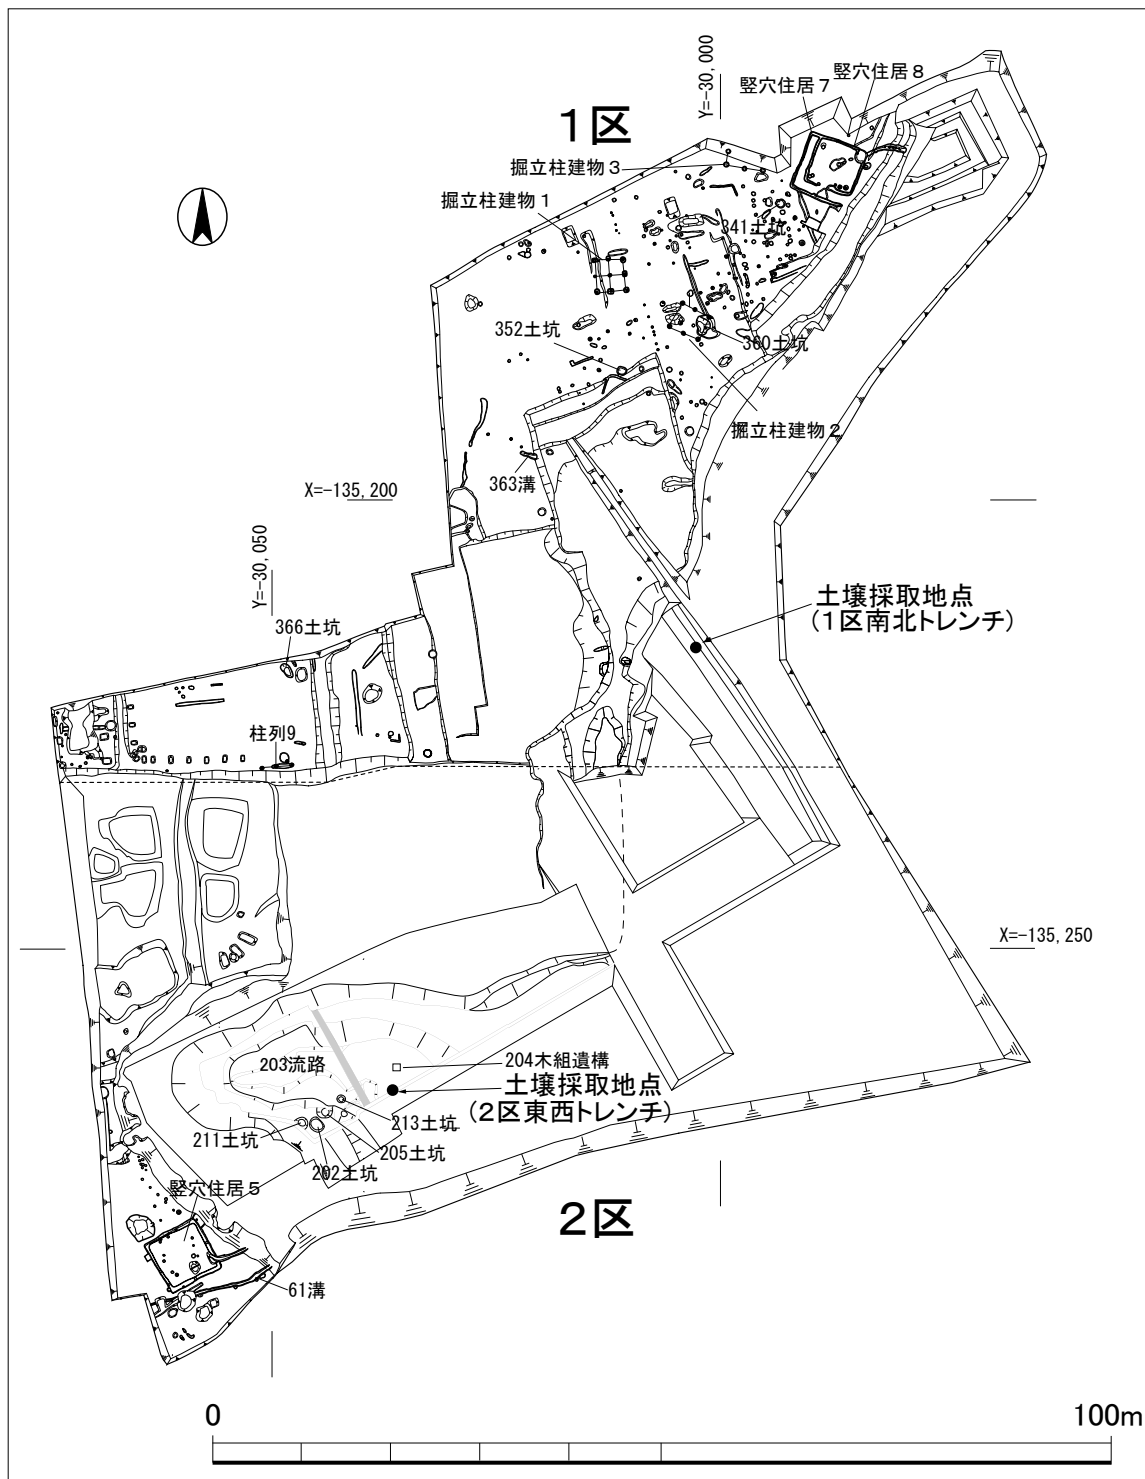 Y=-30,000
竪穴住居８
竪穴住居７
１区
掘立柱建物３
掘立柱建物１
341土坑
352土坑
360土坑
掘立柱建物２
363溝
X=-135,200
Y=-30,050
土壌採取地点
（１区南北トレンチ）
366土坑
柱列9
X=-135,250
203流路
204木組遺構
土壌採取地点
（２区東西トレンチ）
213土坑
211土坑
205土坑
202土坑
竪穴住居５
２区
61溝
0
100m